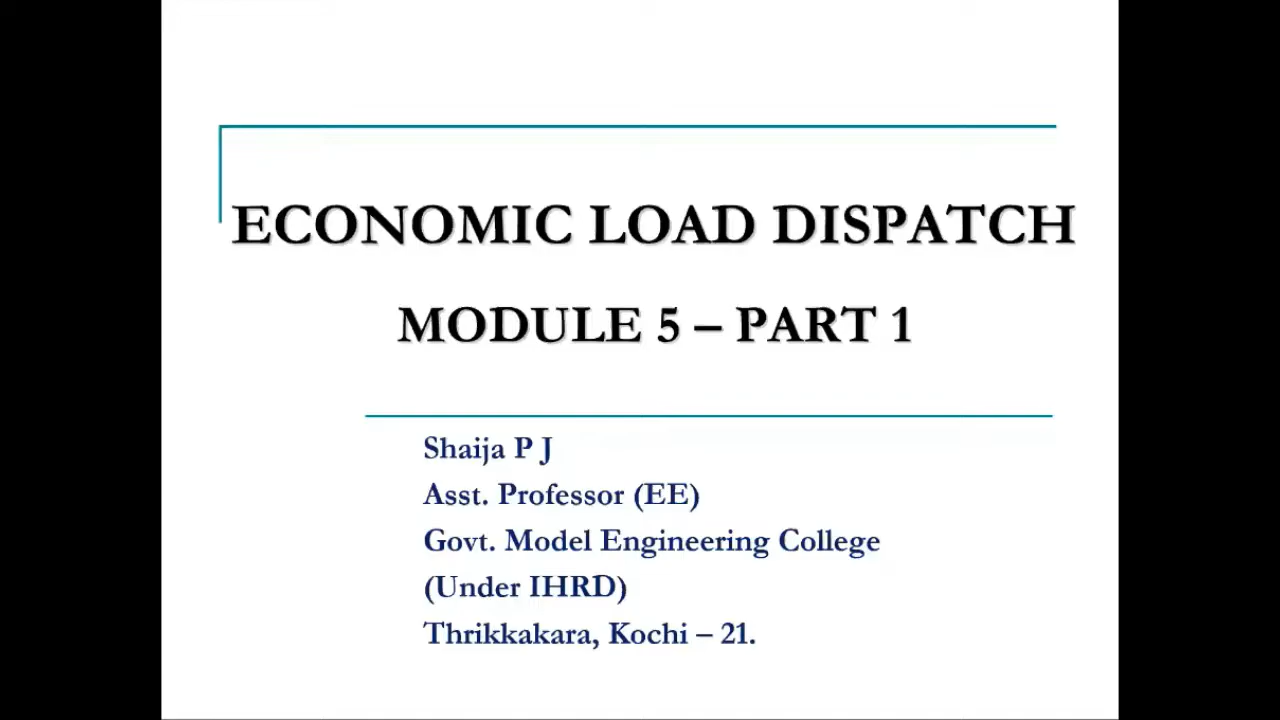 ECONOMIC LOAD DISPATCH
MODULE 5 – PART 1
Shaija P J
Asst. Professor (EE)
Govt. Model Engineering College
(Under IHRD)
Thrikkakara, Kochi – 21.